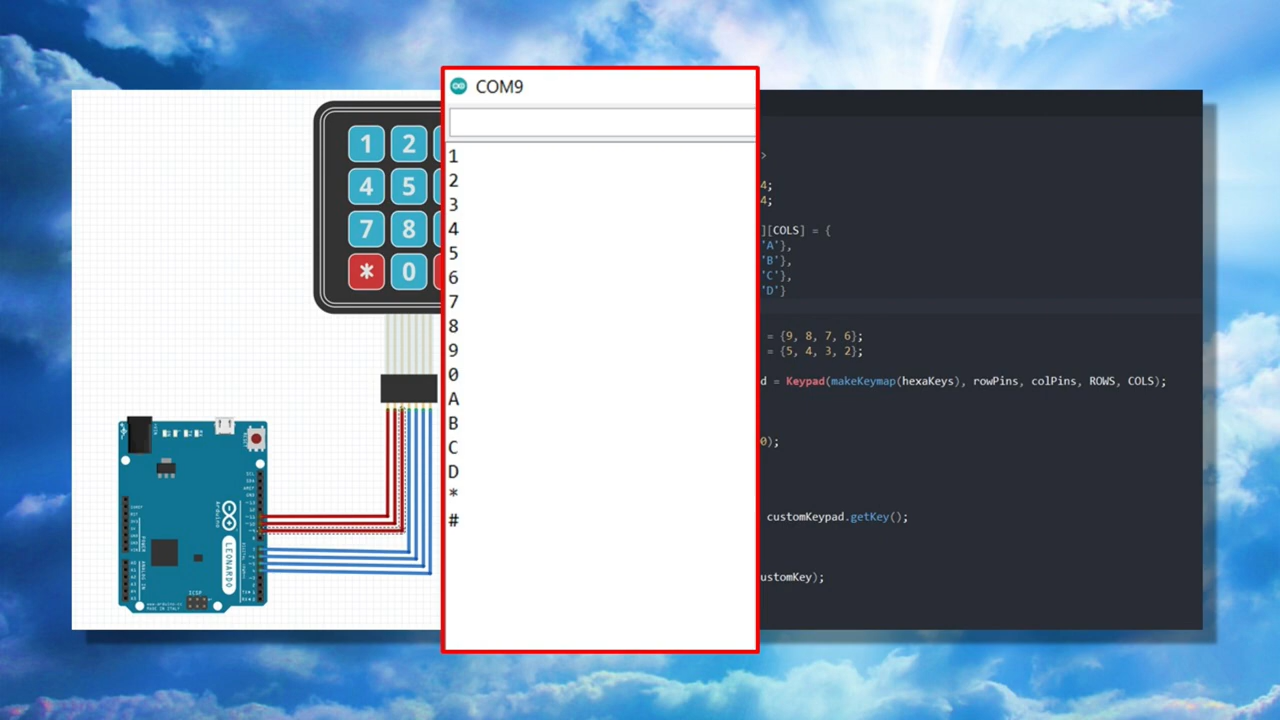 COM9
1
2
3
4
5
6
7
8
9
0
A
B
C
D
*
#
1 2
4 5
7 8
* 0
RESET
LEONARDO
ICSP
>
4;
4;
][COLS] = {
'A'},
'B'},
'C'},
'D'}
= {9, 8, 7, 6};
= {5, 4, 3, 2};
d = Keypad(makeKeymap(hexaKeys), rowPins, colPins, ROWS, COLS);
0);
customKeypad.getKey();
ustomKey);